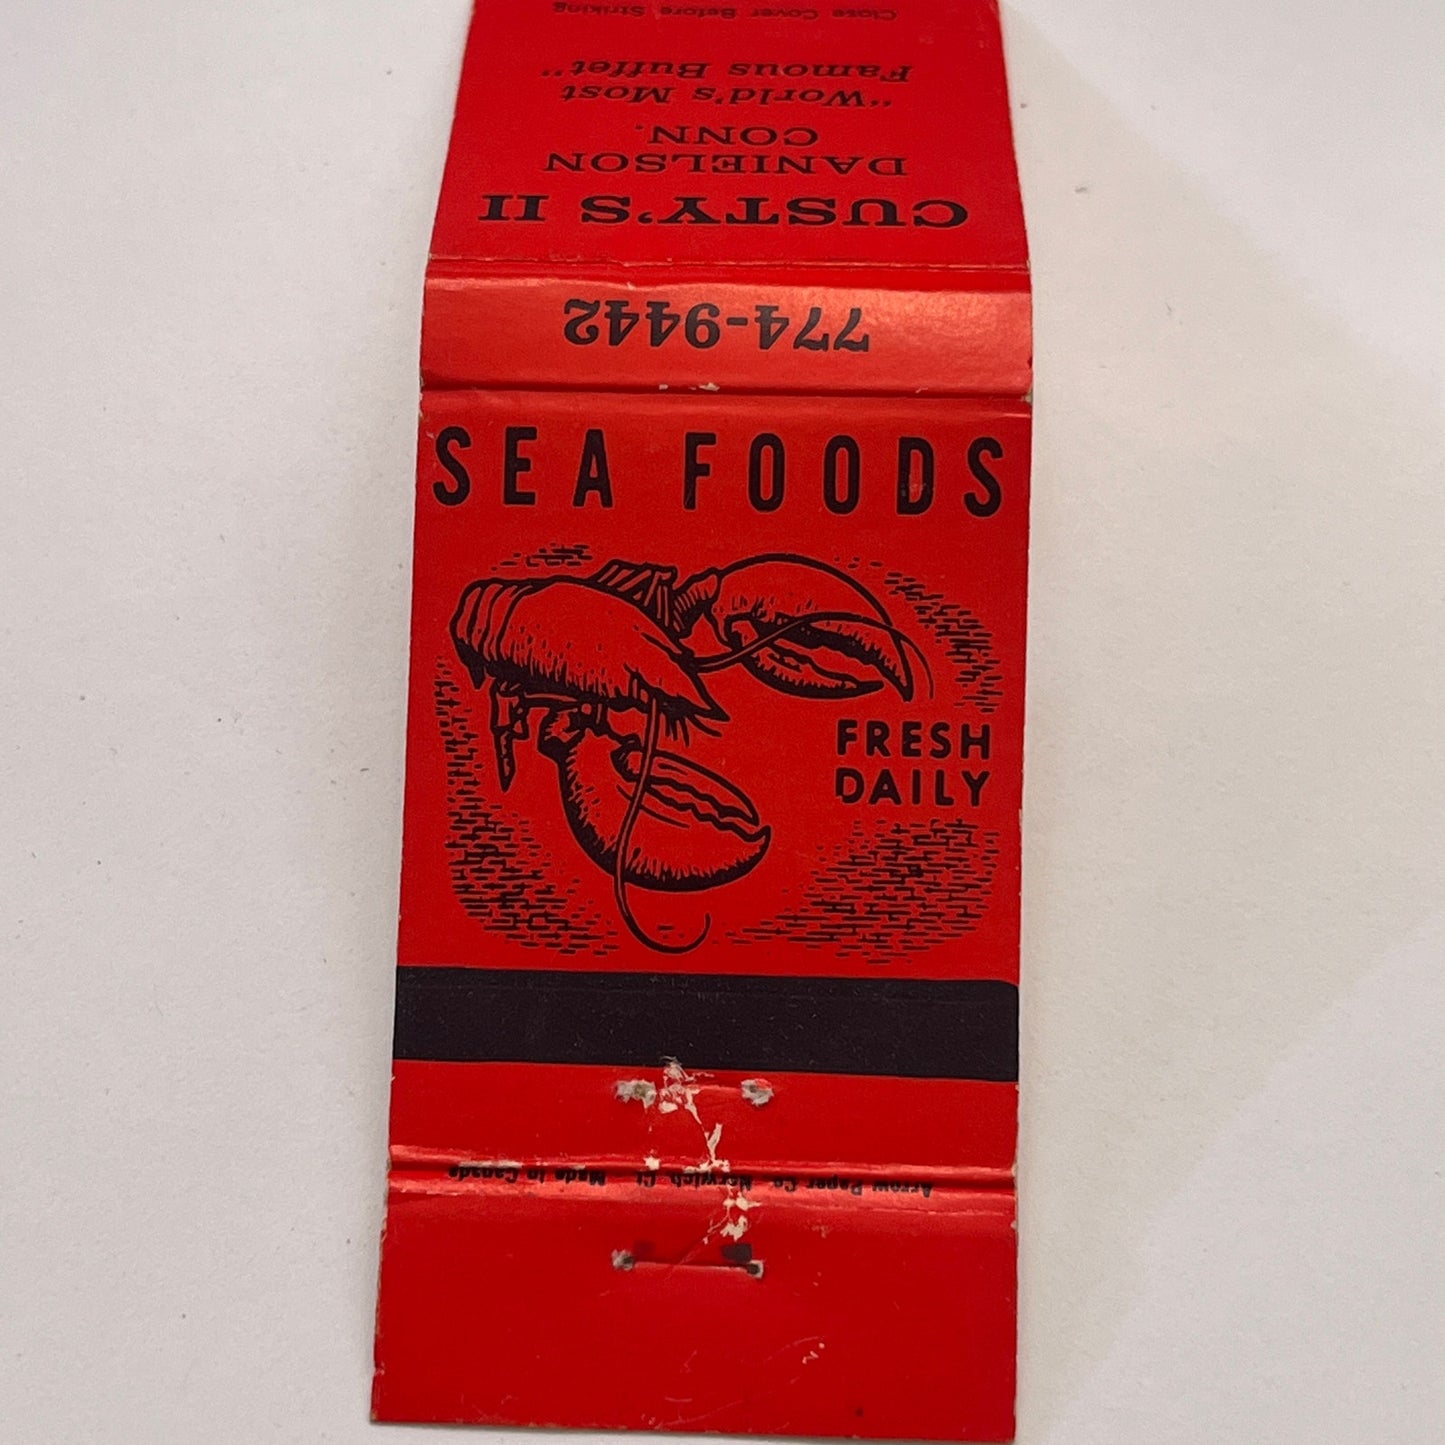 Close Cover Before Striking
"World's Most
Famous Buffet"
CUSTY'S II
DANIELSON
CONN.
774-9442
SEA FOODS
FRESH
DAILY
Arrow Paper Co. Norwich, Ct. Made in Canada